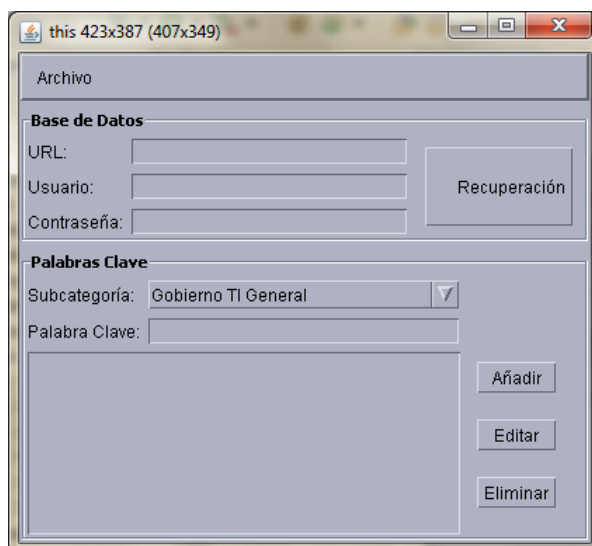 this 423x387 (407x349)
Archivo
Base de Datos
URL:
Usuario:
Recuperación
Contraseña:
Palabras Clave
Subcategoría: Gobierno TI General
Palabra Clave:
Añadir
Editar
Eliminar